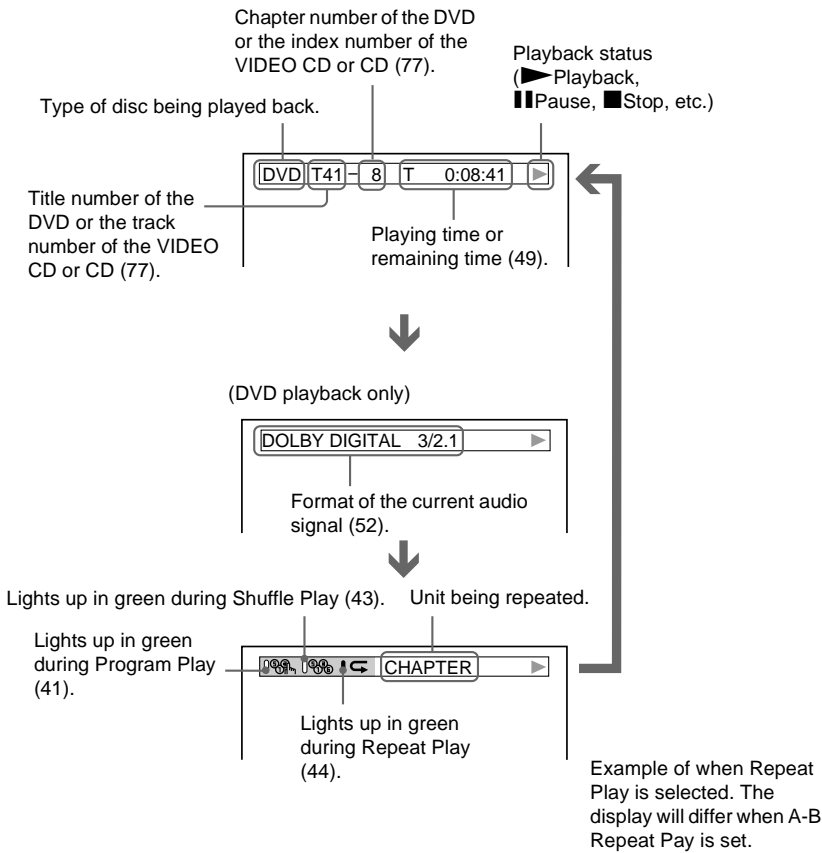 Chapter number of the DVD
or the index number of the
VIDEO CD or CD (77).
Playback status
(▶Playback,
❚❚Pause, ■Stop, etc.)
Type of disc being played back.
DVD T41 – 8 T 0:08:41 ▶
Title number of the
DVD or the track
number of the VIDEO
CD or CD (77).
Playing time or
remaining time (49).
(DVD playback only)
DOLBY DIGITAL 3/2.1 ▶
Format of the current audio
signal (52).
Lights up in green during Shuffle Play (43).
Unit being repeated.
Lights up in green
during Program Play
(41).
CHAPTER ▶
Lights up in green
during Repeat Play
(44).
Example of when Repeat
Play is selected. The
display will differ when A-B
Repeat Pay is set.